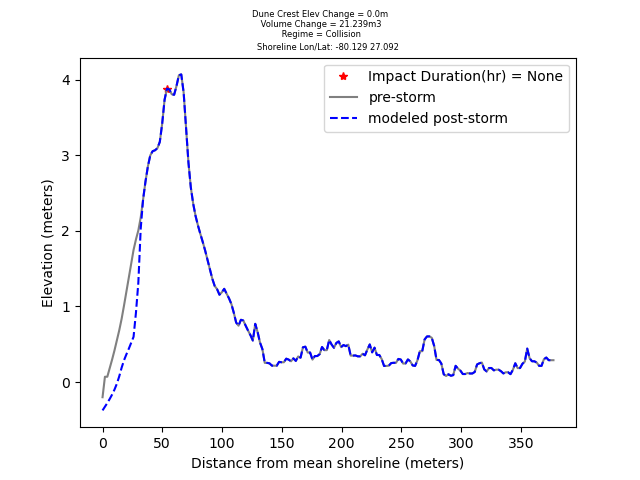 Dune Crest Elev Change = 0.0m
Volume Change = 21.239m3
Regime = Collision
Shoreline Lon/Lat: -80.129 27.092
Impact Duration(hr) = None
pre-storm
modeled post-storm
Elevation (meters)
4
3
2
1
0
0 50 100 150 200 250 300 350
Distance from mean shoreline (meters)